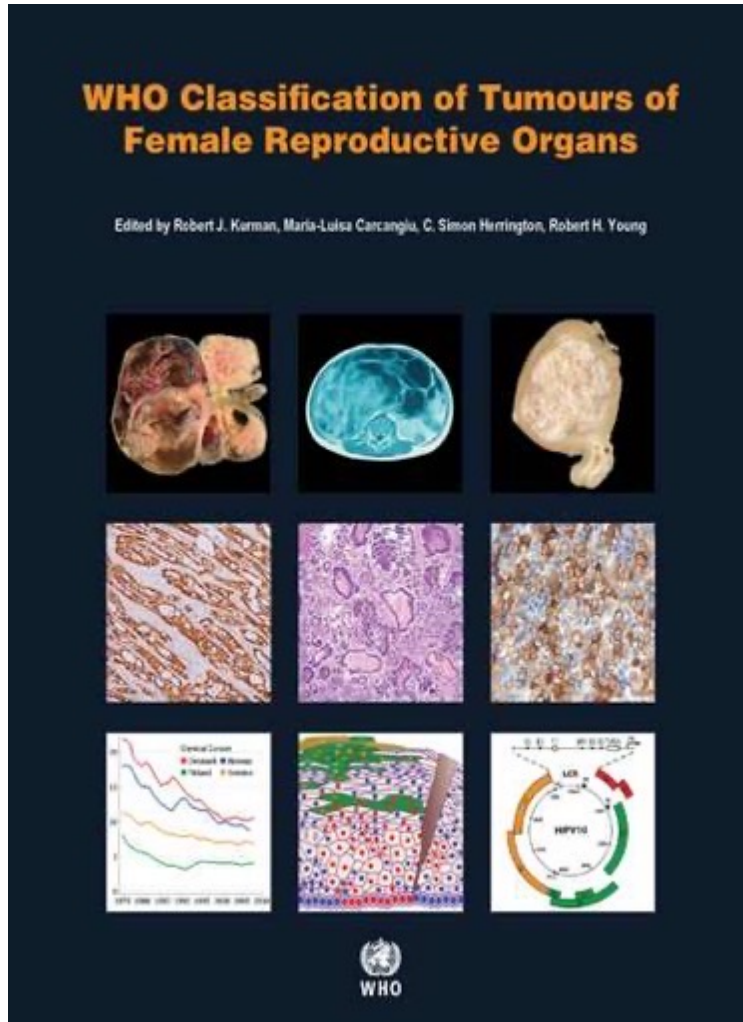 WHO Classification of Tumours of
Female Reproductive Organs
Edited by Robert J. Kurman, Maria-Luisa Carcangiu, C. Simon Herrington, Robert H. Young
Cervical Cancer
Denmark
Norway
Finland
Sweden
LCR
HPV16
WHO